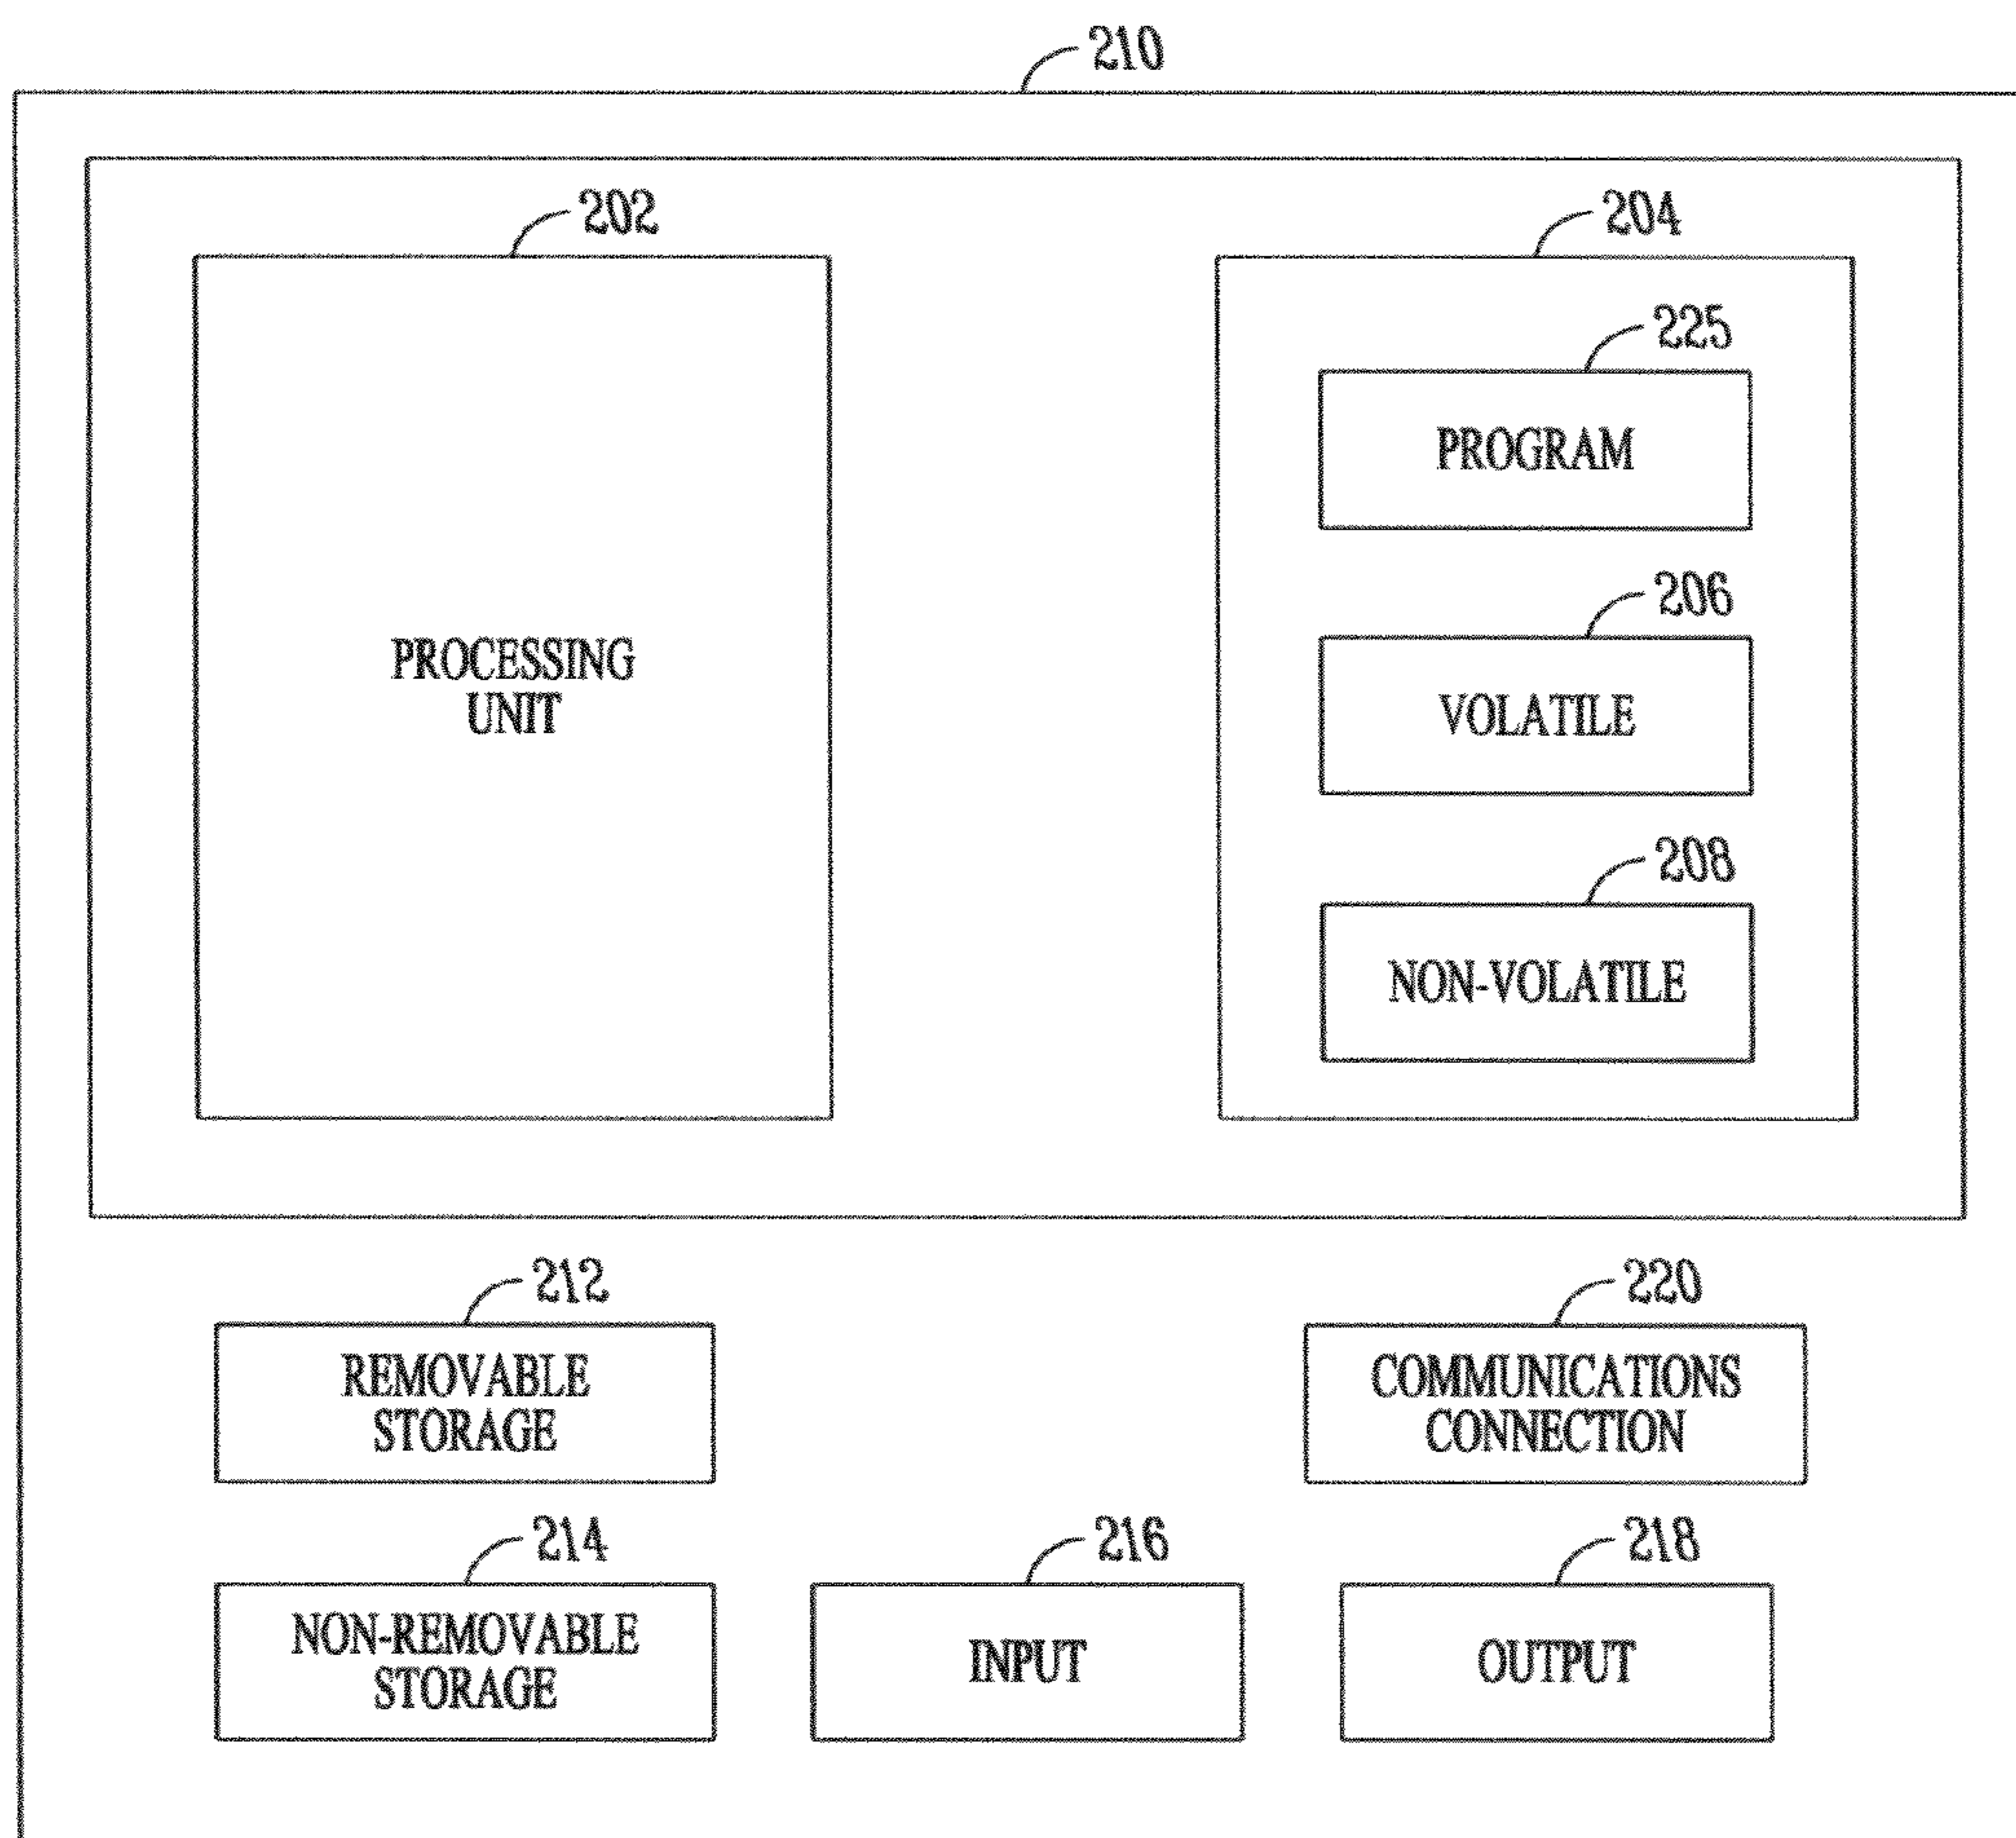 210
202
204
225
PROGRAM
206
PROCESSING
UNIT
VOLATILE
208
NON-VOLATILE
212
220
REMOVABLE
STORAGE
COMMUNICATIONS
CONNECTION
214
216
218
NON-REMOVABLE
STORAGE
INPUT
OUTPUT